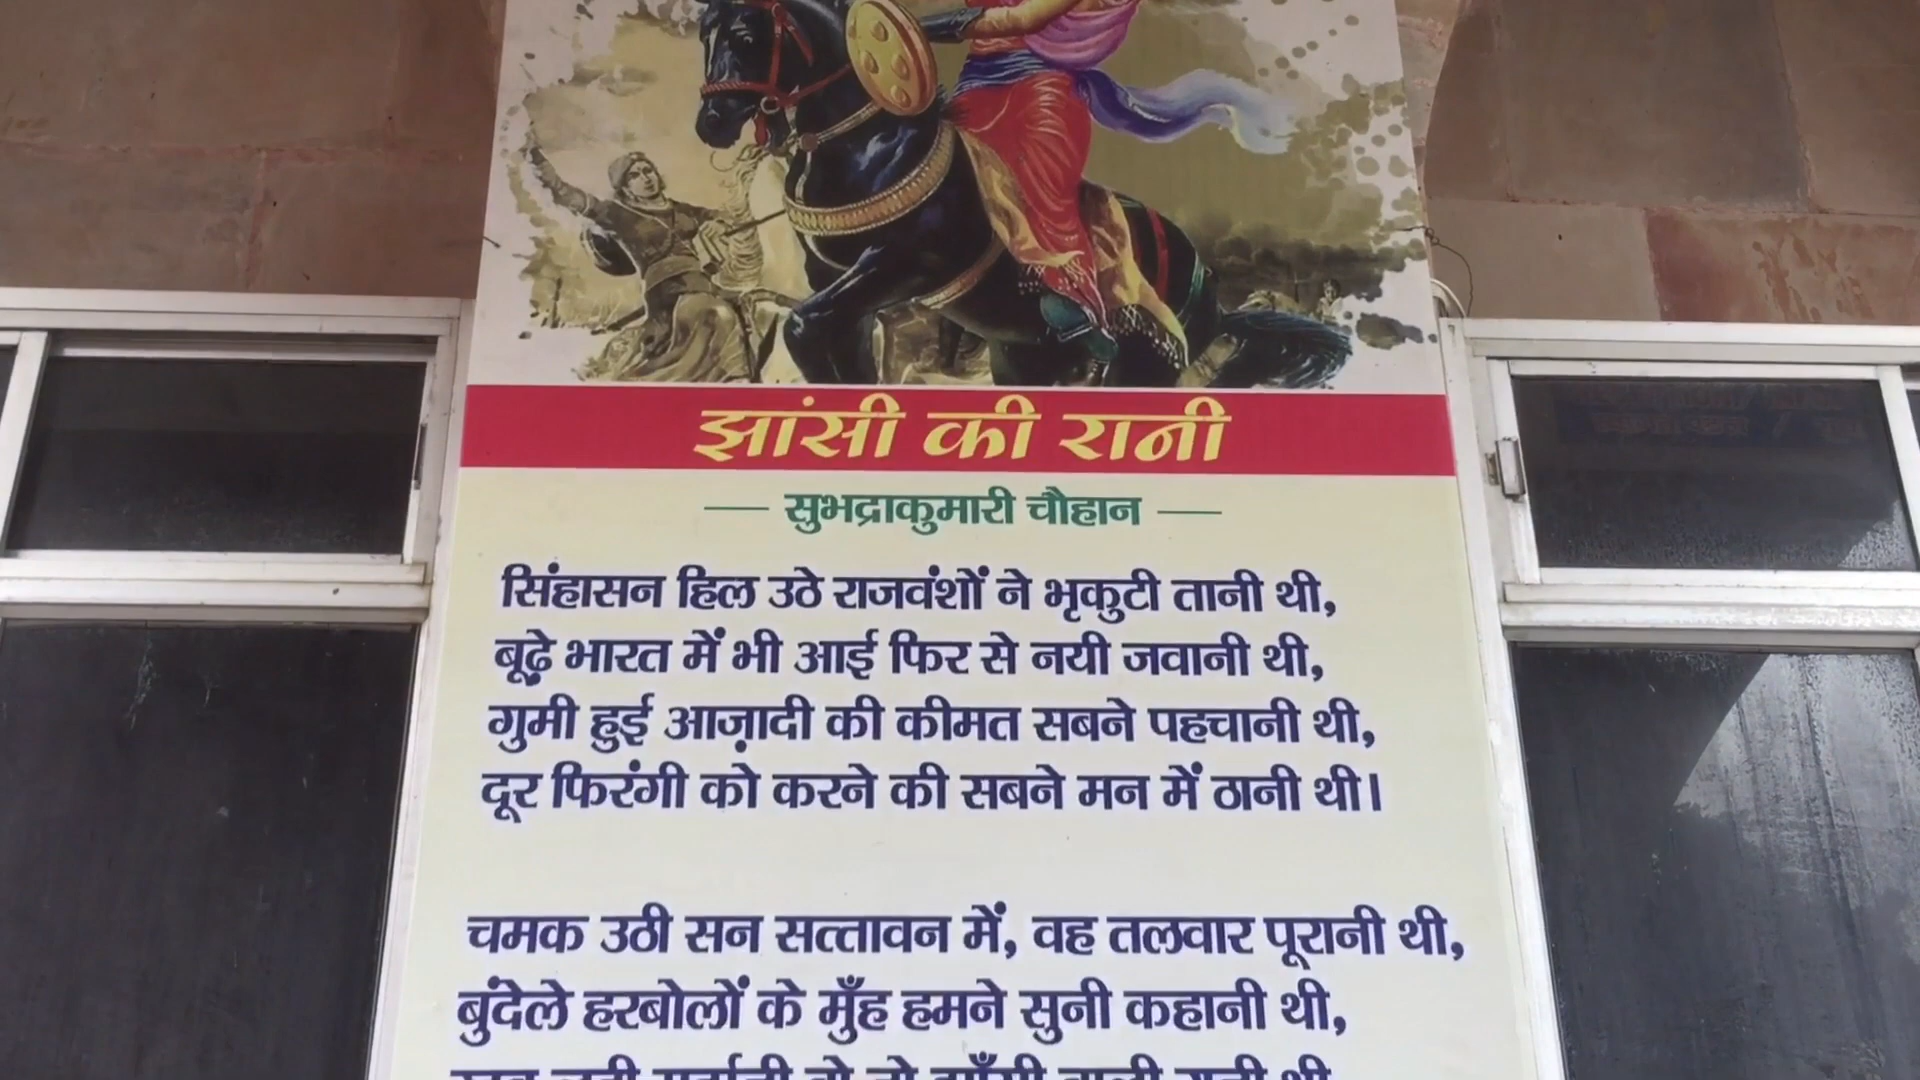 झांसी की रानी
सुभद्राकुमारी चौहान
सिंहासन हिल उठे राजवंशों ने भृकुटी तानी थी,
बूढ़े भारत में भी आई फिर से नयी जवानी थी,
गुमी हुई आज़ादी की कीमत सबने पहचानी थी,
दूर फिरंगी को करने की सबने मन में ठानी थी।
चमक उठी सन सत्तावन में, वह तलवार पूरानी थी,
बुंदेले हरबोलों के मुँह हमने सुनी कहानी थी,